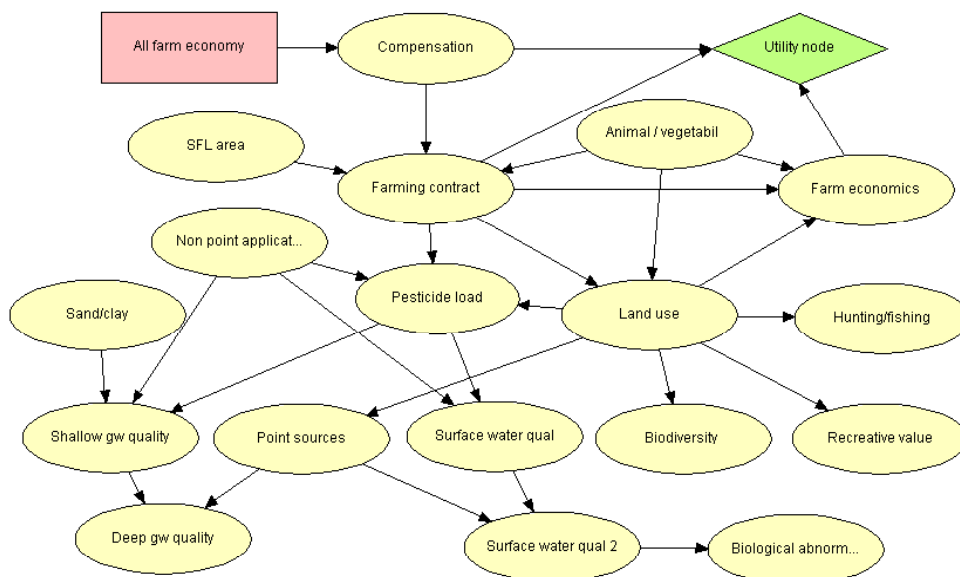 All farm economy
Compensation
Utility node
SFL area
Animal / vegetabil
Farming contract
Farm economics
Non point applicat...
Pesticide load
Sand/clay
Land use
Hunting/fishing
Shallow gw quality
Point sources
Surface water qual
Biodiversity
Recreative value
Deep gw quality
Surface water qual 2
Biological abnorm...